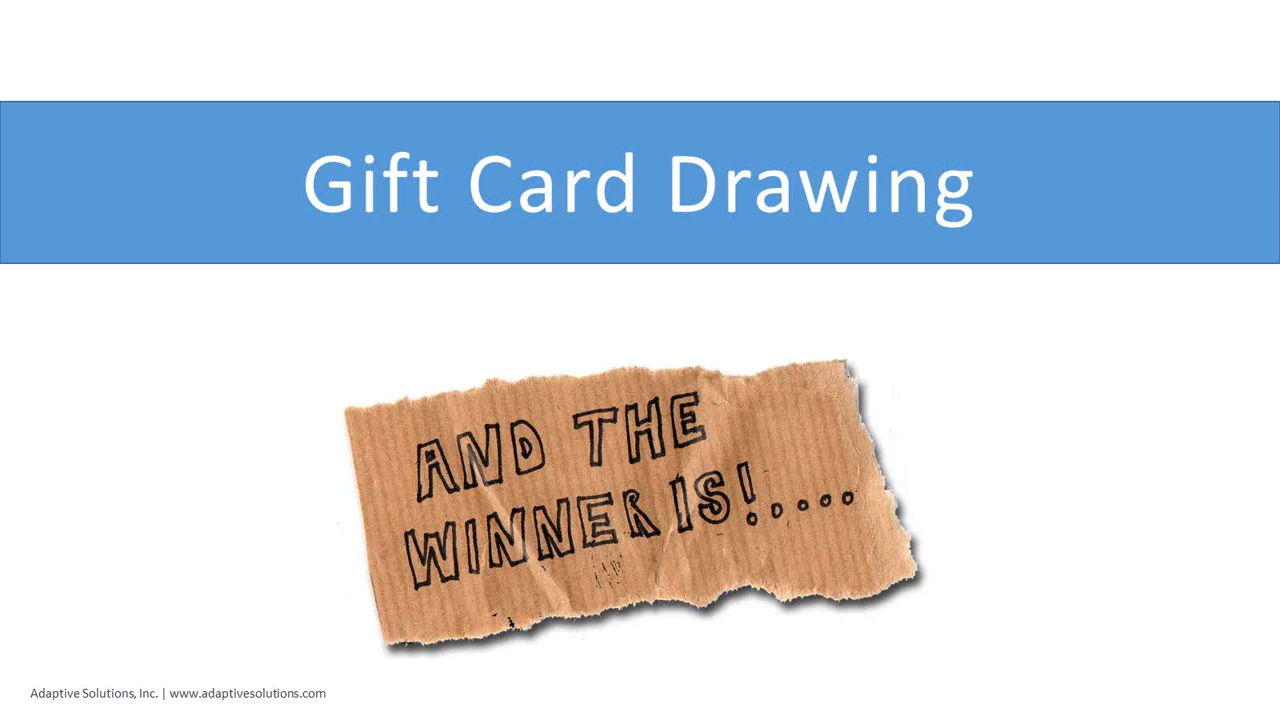 Gift Card Drawing
AND THE
WINNER IS!....
Adaptive Solutions, Inc. | www.adaptivesolutions.com